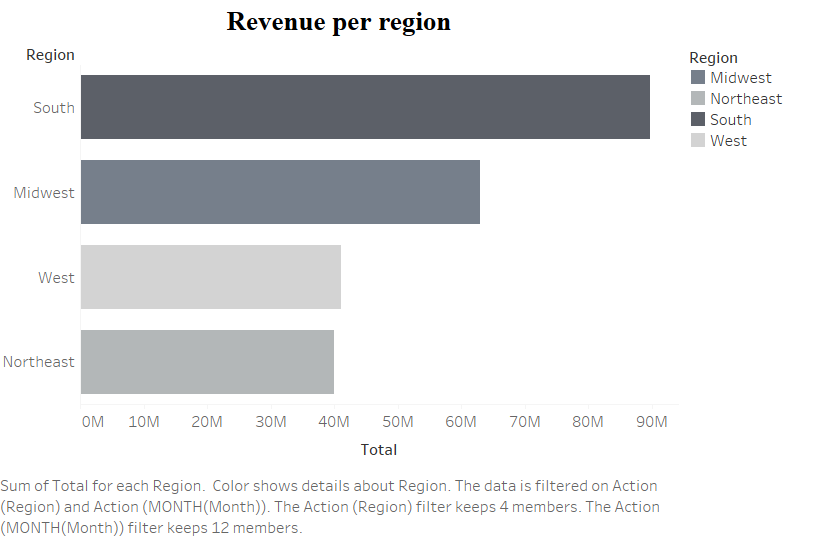 Revenue per region
Region
South
Midwest
West
Northeast
0M 10M 20M 30M 40M 50M 60M 70M 80M 90M
Total
Region
Midwest
Northeast
South
West
Sum of Total for each Region. Color shows details about Region. The data is filtered on Action
(Region) and Action (MONTH(Month)). The Action (Region) filter keeps 4 members. The Action
(MONTH(Month)) filter keeps 12 members.